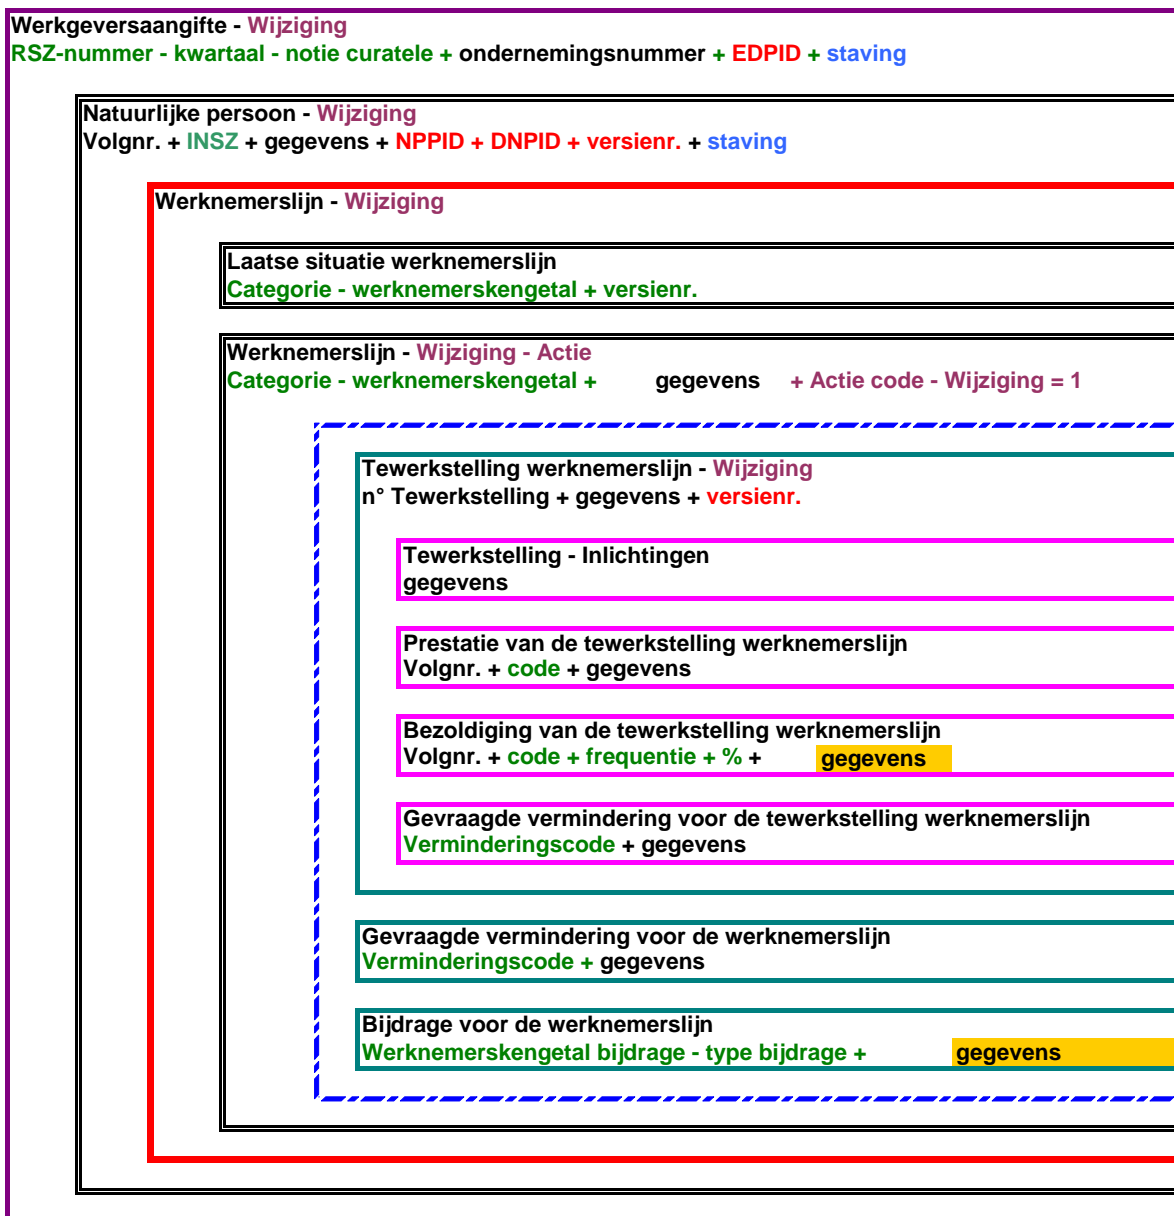 Werkgeversaangifte - Wijziging
RSZ-nummer - kwartaal - notie curatele + ondernemingsnummer + EDPID + staving
Natuurlijke persoon - Wijziging
Volgnr. + INSZ + gegevens + NPPID + DNPID + versienr. + staving
Werknemerslijn - Wijziging
Laatse situatie werknemerslijn
Categorie - werknemerskengetal + versienr.
Werknemerslijn - Wijziging - Actie
Categorie - werknemerskengetal + gegevens + Actie code - Wijziging = 1
Tewerkstelling werknemerslijn - Wijziging
n° Tewerkstelling + gegevens + versienr.
Tewerkstelling - Inlichtingen
gegevens
Prestatie van de tewerkstelling werknemerslijn
Volgnr. + code + gegevens
Bezoldiging van de tewerkstelling werknemerslijn
Volgnr. + code + frequentie + % + gegevens
Gevraagde vermindering voor de tewerkstelling werknemerslijn
Verminderingscode + gegevens
Gevraagde vermindering voor de werknemerslijn
Verminderingscode + gegevens
Bijdrage voor de werknemerslijn
Werknemerskengetal bijdrage - type bijdrage + gegevens